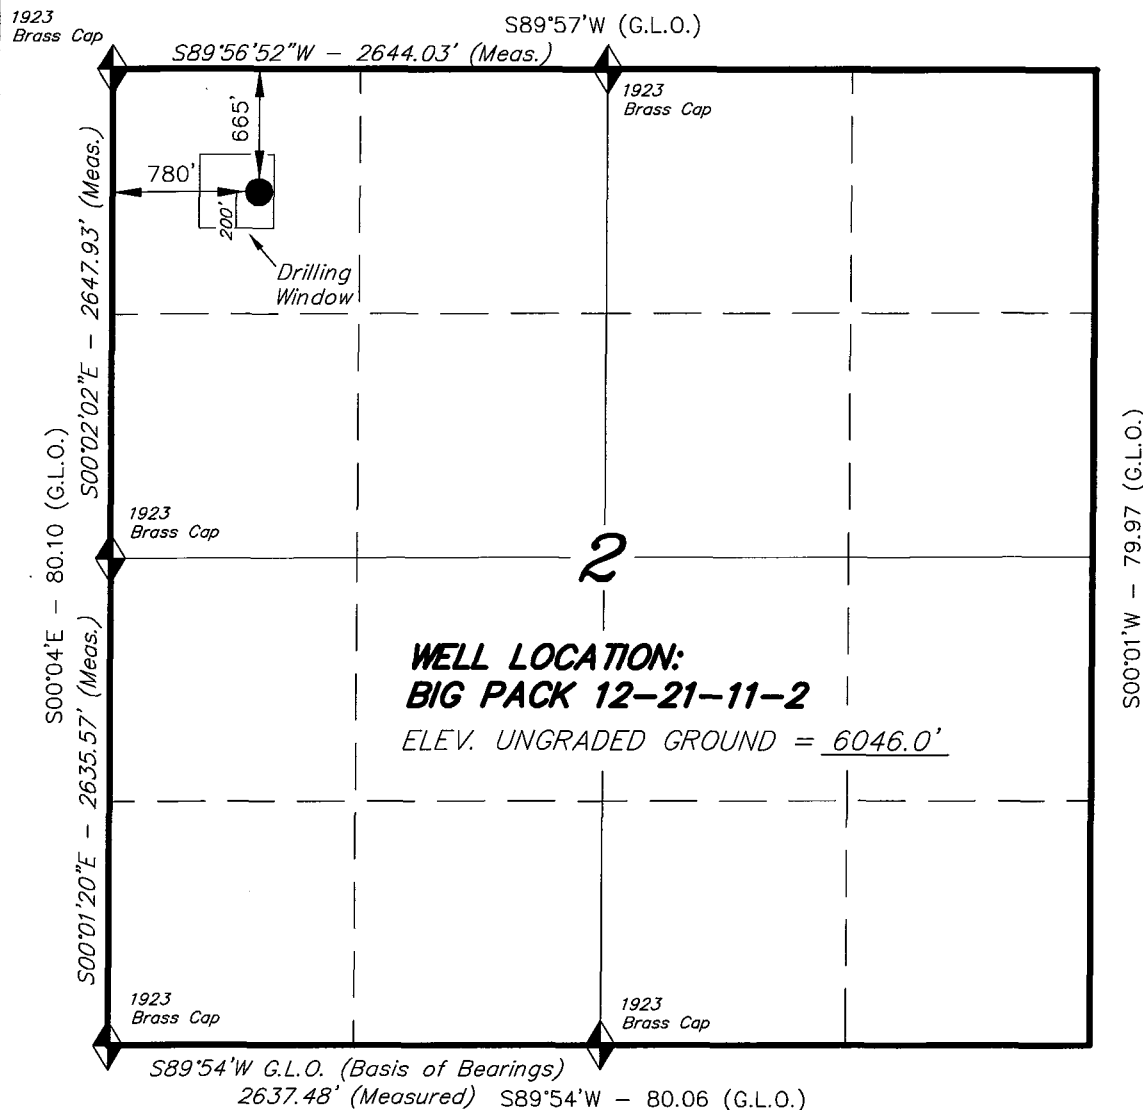 1923
Brass Cap
S89°57'W (G.L.O.)
S89°56'52"W - 2644.03' (Meas.)
1923
Brass Cap
665'
780'
200'
Drilling
Window
S00°02'02"E - 2647.93' (Meas.)
S00°04'E - 80.10 (G.L.O.)
S00°01'W - 79.97 (G.L.O.)
1923
Brass Cap
2
WELL LOCATION:
BIG PACK 12-21-11-2
ELEV. UNGRADED GROUND = 6046.0'
S00°01'20"E - 2635.57' (Meas.)
1923
Brass Cap
1923
Brass Cap
S89°54'W G.L.O. (Basis of Bearings)
2637.48' (Measured)
S89°54'W - 80.06 (G.L.O.)